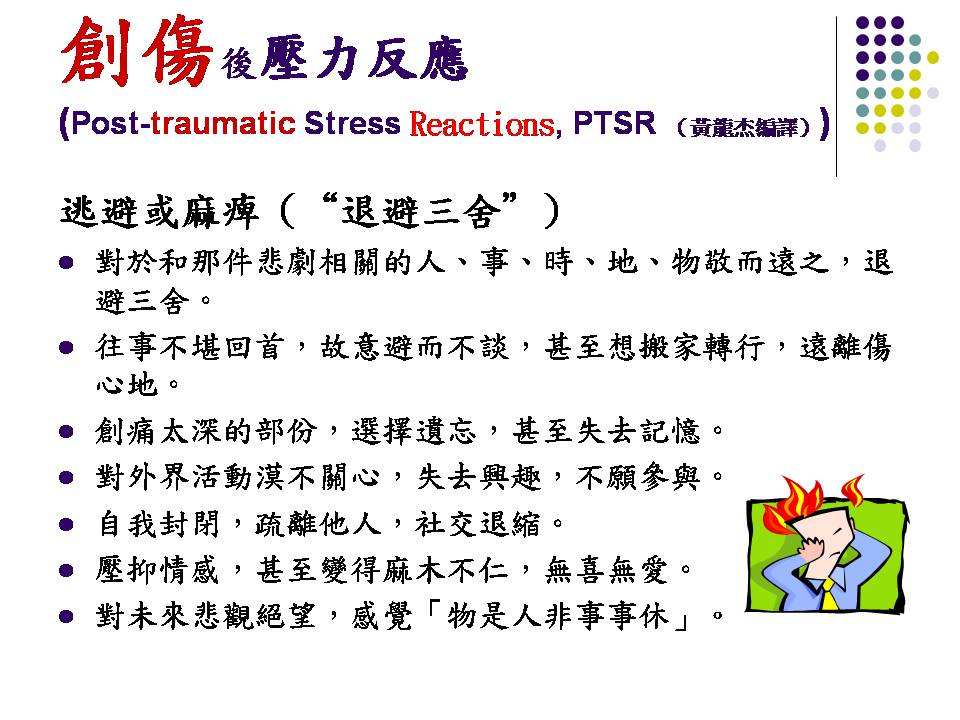 創傷後壓力反應
(Post-traumatic Stress Reactions, PTSR （黃龍杰編譯）)
逃避或麻痺（“退避三舍”）
對於和那件悲劇相關的人、事、時、地、物敬而遠之，退
避三舍。
往事不堪回首，故意避而不談，甚至想搬家轉行，遠離傷
心地。
創痛太深的部份，選擇遺忘，甚至失去記憶。
對外界活動漠不關心，失去興趣，不願參與。
自我封閉，疏離他人，社交退縮。
壓抑情感，甚至變得麻木不仁，無喜無愛。
對未來悲觀絕望，感覺「物是人非事事休」。